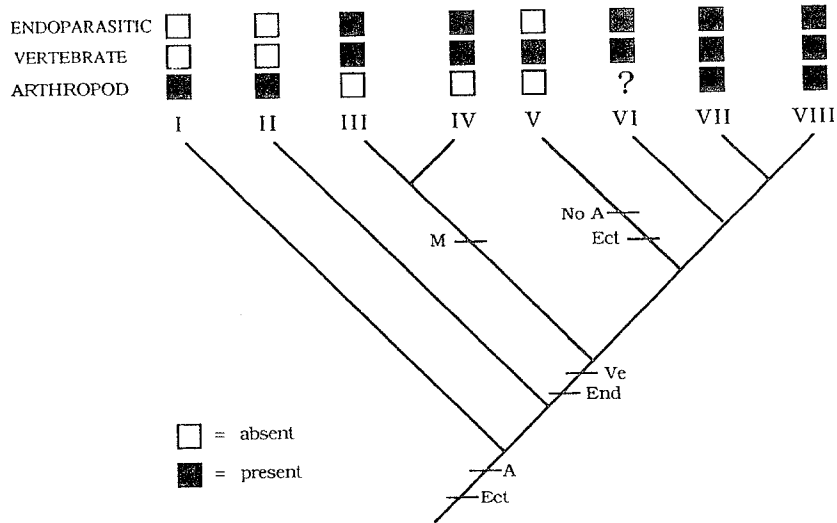 ENDOPARASITIC
VERTEBRATE
ARTHROPOD
?
I II III IV V VI VII VIII
No A
M
Ect
Ve
End
= absent
= present
A
Ect